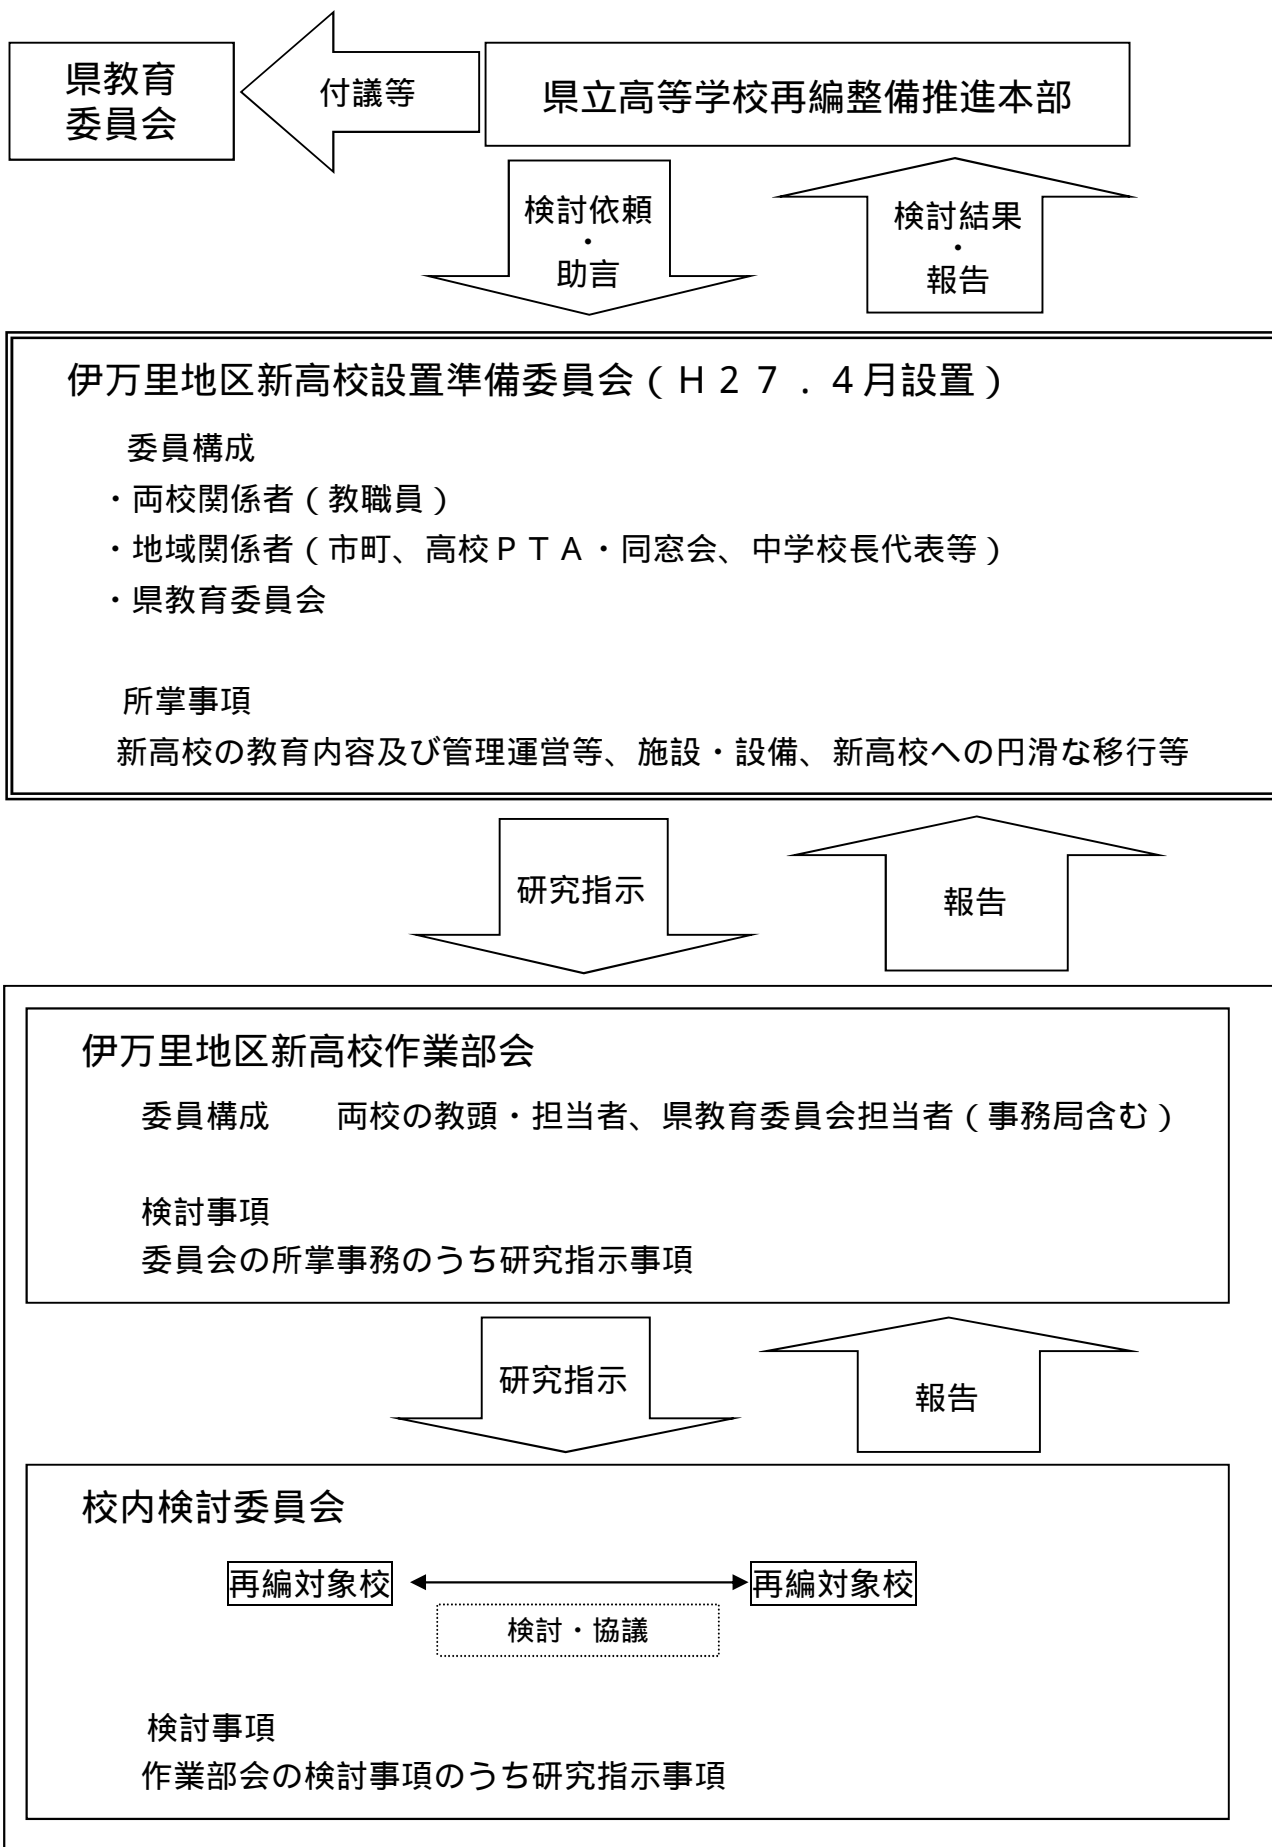 県教育
委員会
付議等
県立高等学校再編整備推進本部
検討依頼
・
助言
検討結果
・
報告
伊万里地区新高校設置準備委員会（Ｈ２７．４月設置）
委員構成
・両校関係者（教職員）
・地域関係者（市町、高校ＰＴＡ・同窓会、中学校長代表等）
・県教育委員会
所掌事項
新高校の教育内容及び管理運営等、施設・設備、新高校への円滑な移行等
研究指示
報告
伊万里地区新高校作業部会
委員構成　　両校の教頭・担当者、県教育委員会担当者（事務局含む）
検討事項
委員会の所掌事務のうち研究指示事項
研究指示
報告
校内検討委員会
再編対象校
再編対象校
検討・協議
検討事項
作業部会の検討事項のうち研究指示事項